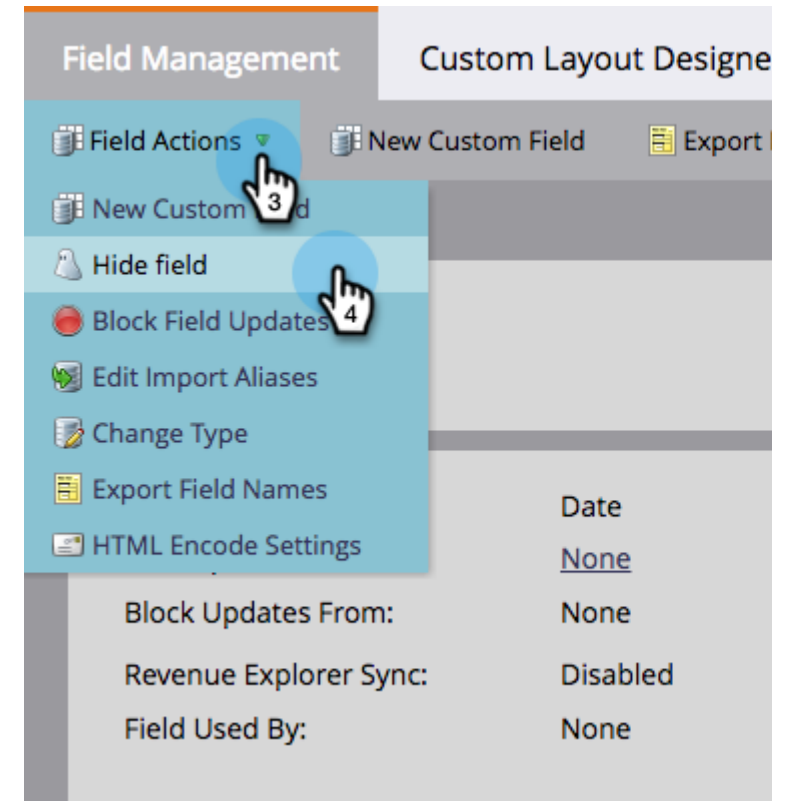 Field Management Custom Layout Designe
Field Actions New Custom Field Export
3
New Custom d
Hide field
4
Block Field Updates
Edit Import Aliases
Change Type
Export Field Names
Date
HTML Encode Settings
None
Block Updates From: None
Revenue Explorer Sync: Disabled
Field Used By: None